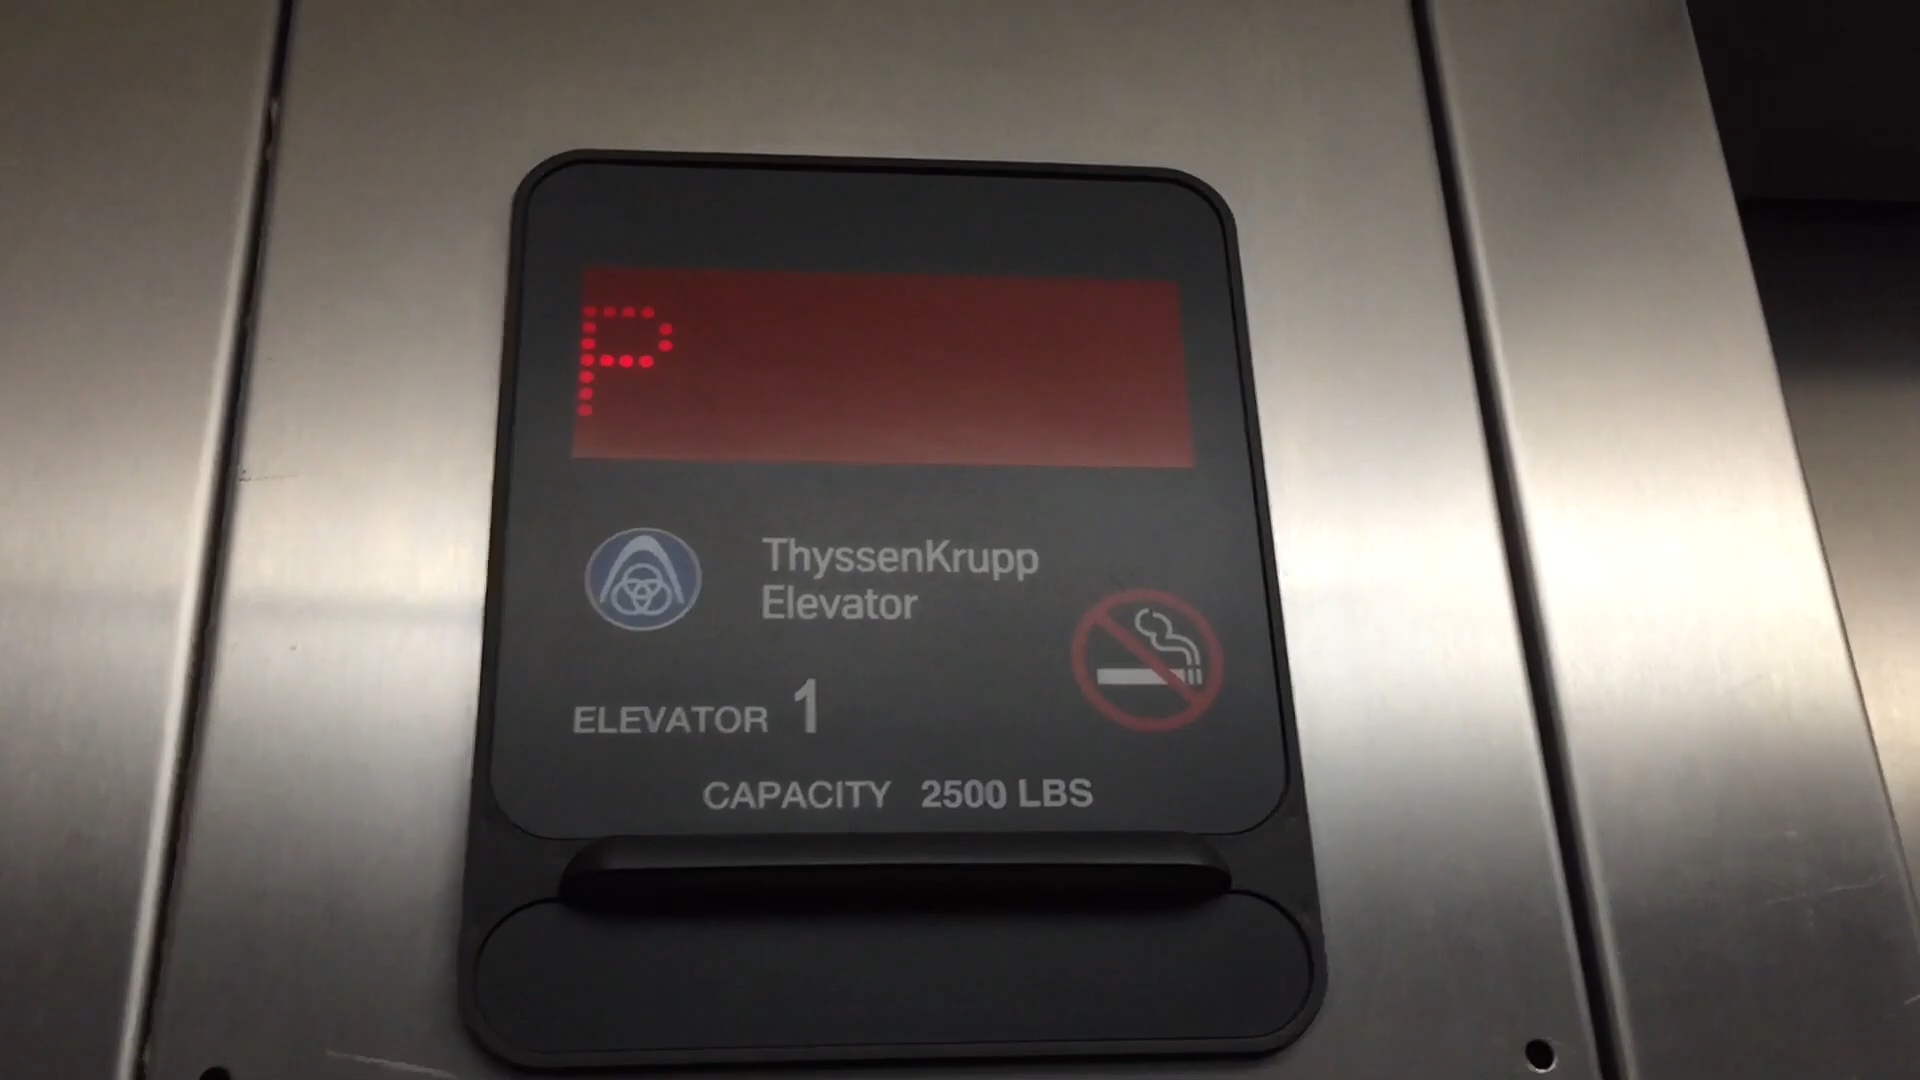 P
ThyssenKrupp
Elevator
ELEVATOR 1
CAPACITY 2500 LBS